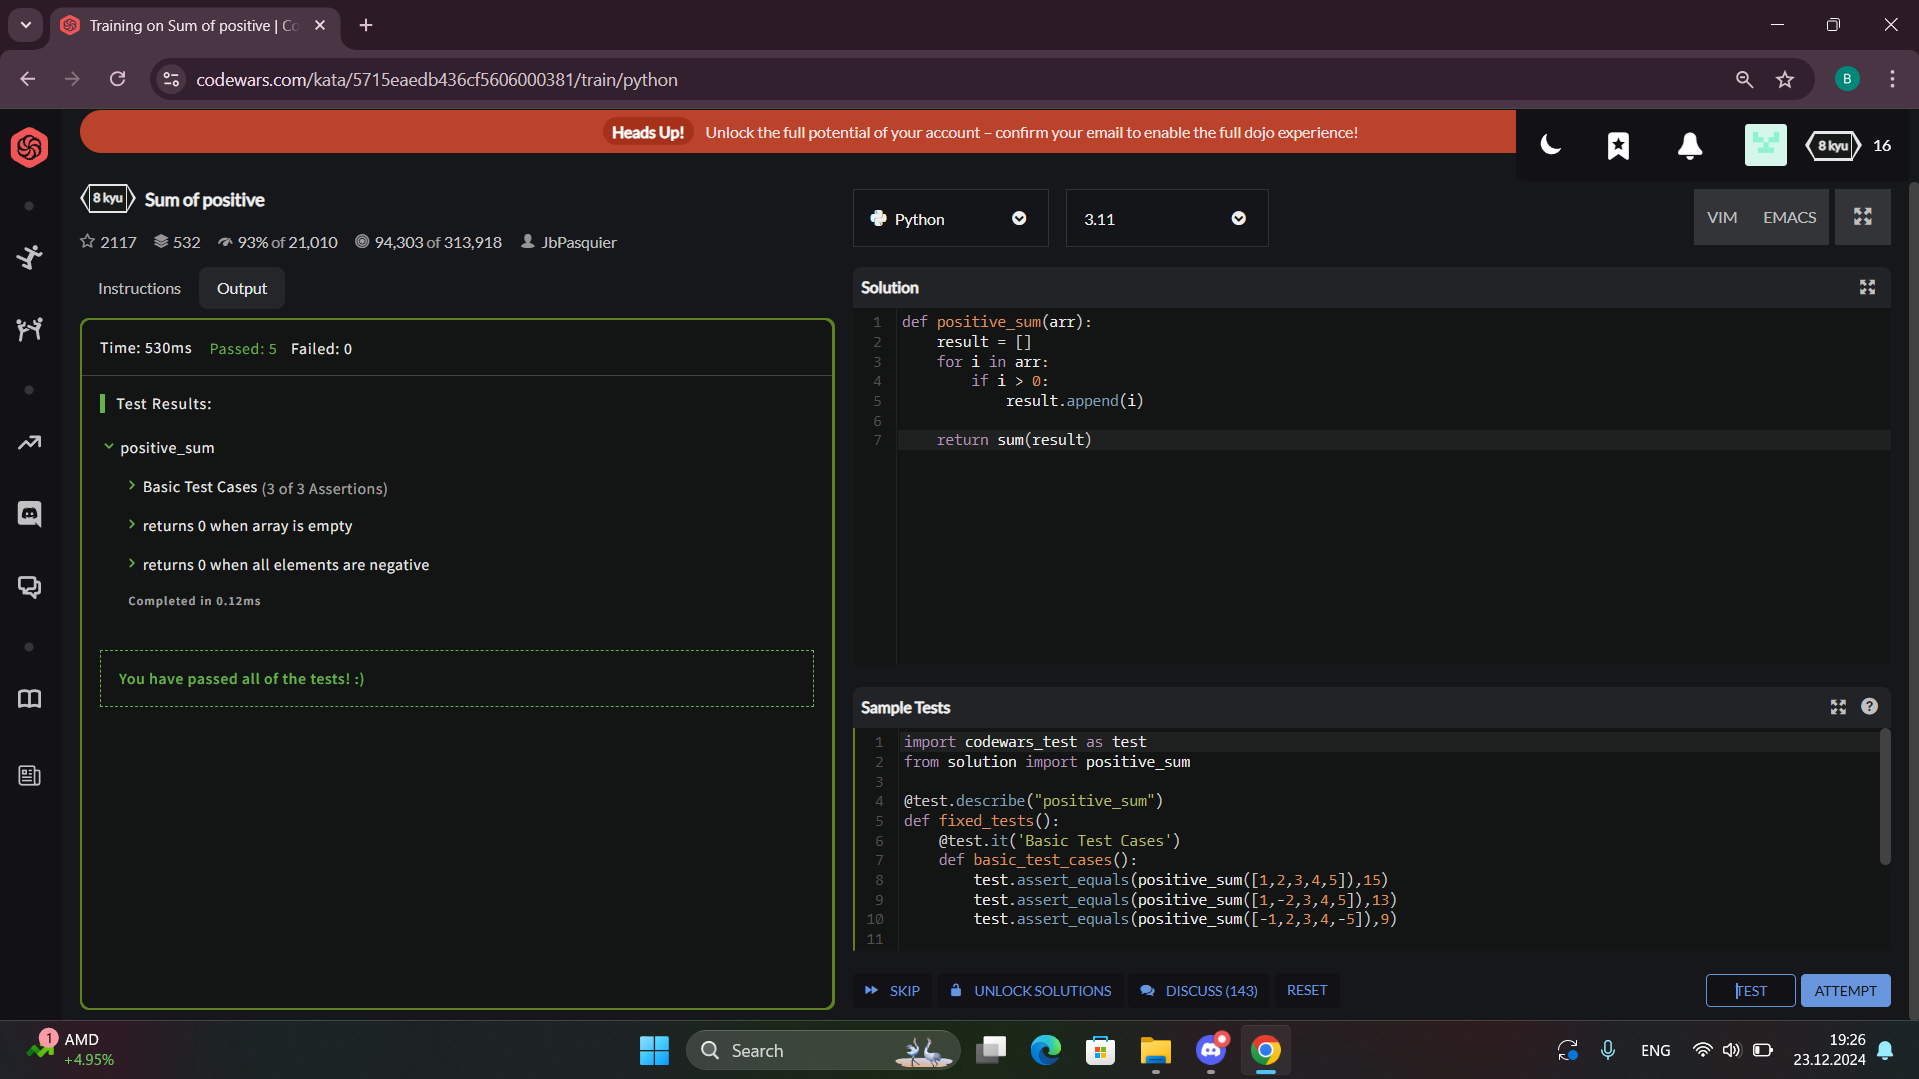 Training on Sum of positive | Co
codewars.com/kata/5715eaedb436cf5606000381/train/python
B
Heads Up! Unlock the full potential of your account – confirm your email to enable the full dojo experience!
8 kyu 16
8 kyu Sum of positive
2117 532 93% of 21,010 94,303 of 313,918 JbPasquier
Python 3.11 VIM EMACS
Instructions Output
Time: 530ms Passed: 5 Failed: 0
Test Results:
positive_sum
Basic Test Cases (3 of 3 Assertions)
returns 0 when array is empty
returns 0 when all elements are negative
Completed in 0.12ms
You have passed all of the tests! :)
Solution
1 def positive_sum(arr):
2     result = []
3     for i in arr:
4         if i > 0:
5             result.append(i)
6
7     return sum(result)
Sample Tests
?
1 import codewars_test as test
2 from solution import positive_sum
3
4 @test.describe("positive_sum")
5 def fixed_tests():
6     @test.it('Basic Test Cases')
7     def basic_test_cases():
8         test.assert_equals(positive_sum([1,2,3,4,5]),15)
9         test.assert_equals(positive_sum([1,-2,3,4,5]),13)
10         test.assert_equals(positive_sum([-1,2,3,4,-5]),9)
11
SKIP UNLOCK SOLUTIONS DISCUSS (143) RESET TEST ATTEMPT
1 AMD
+4.95%
Search
ENG
19:26
23.12.2024